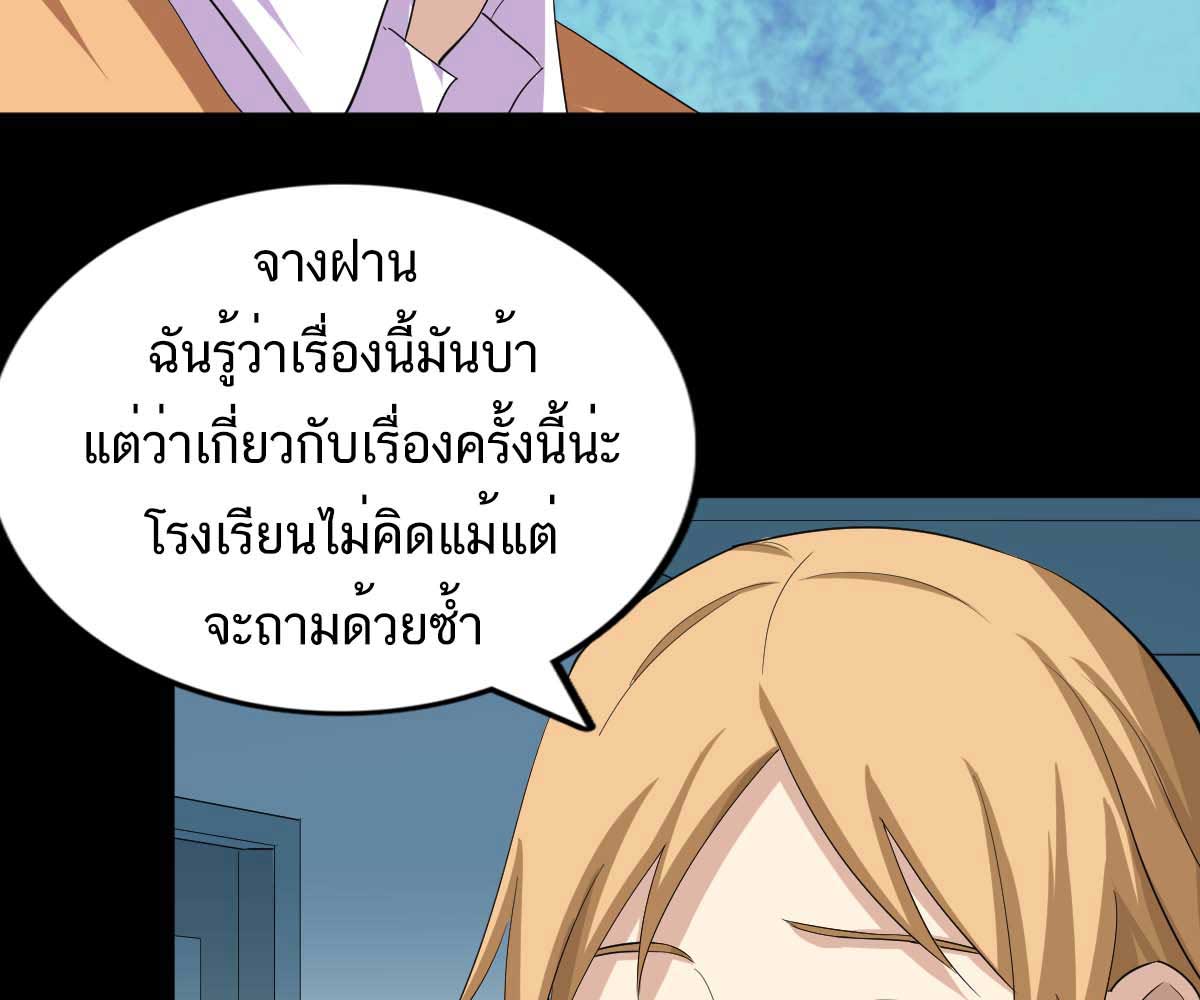 จางฝาน
ฉันรู้ว่าเรื่องนี้มันบ้า
แต่ว่าเกี่ยวกับเรื่องครั้งนี้น่ะ
โรงเรียนไม่คิดแม้แต่
จะถามด้วยซ้ำ